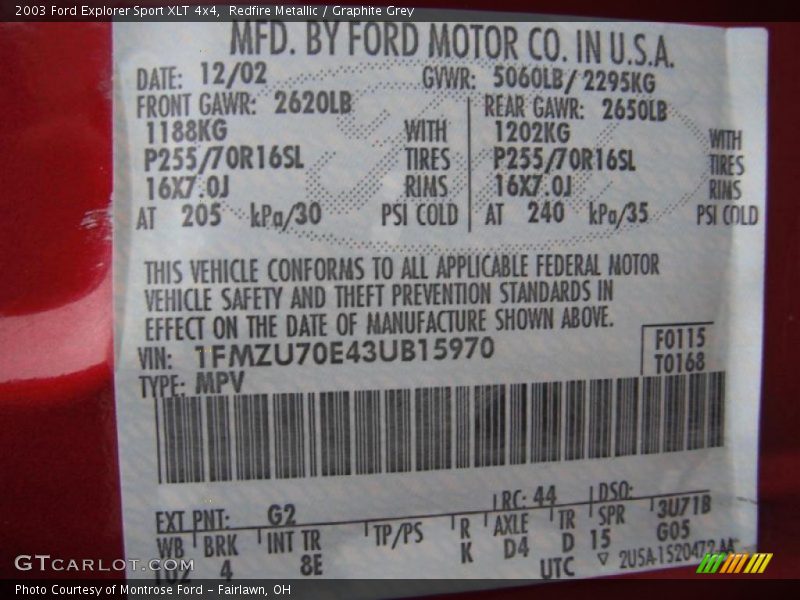 2003 Ford Explorer Sport XLT 4x4, Redfire Metallic / Graphite Grey
MFD. BY FORD MOTOR CO. IN U.S.A.
DATE: 12/02 GVWR: 5060LB/ 2295KG
FRONT GAWR: 2620LB REAR GAWR: 2650LB
1188KG WITH 1202KG WITH
P255/70R16SL TIRES P255/70R16SL TIRES
16X7.0J RIMS 16X7.0J RIMS
AT 205 kPa/30 PSI COLD AT 240 kPa/35 PSI COLD
THIS VEHICLE CONFORMS TO ALL APPLICABLE FEDERAL MOTOR
VEHICLE SAFETY AND THEFT PREVENTION STANDARDS IN
EFFECT ON THE DATE OF MANUFACTURE SHOWN ABOVE.
VIN: 1FMZU70E43UB15970 F0115
TYPE: MPV T0168
EXT PNT: G2 RC: 44 DSO:
WB BRK INT TR TP/PS R AXLE TR SPR 3U71B
102 4 8E K D4 D 15 G05
UTC ▽
GTCARLOT.COM
Photo Courtesy of Montrose Ford - Fairlawn, OH